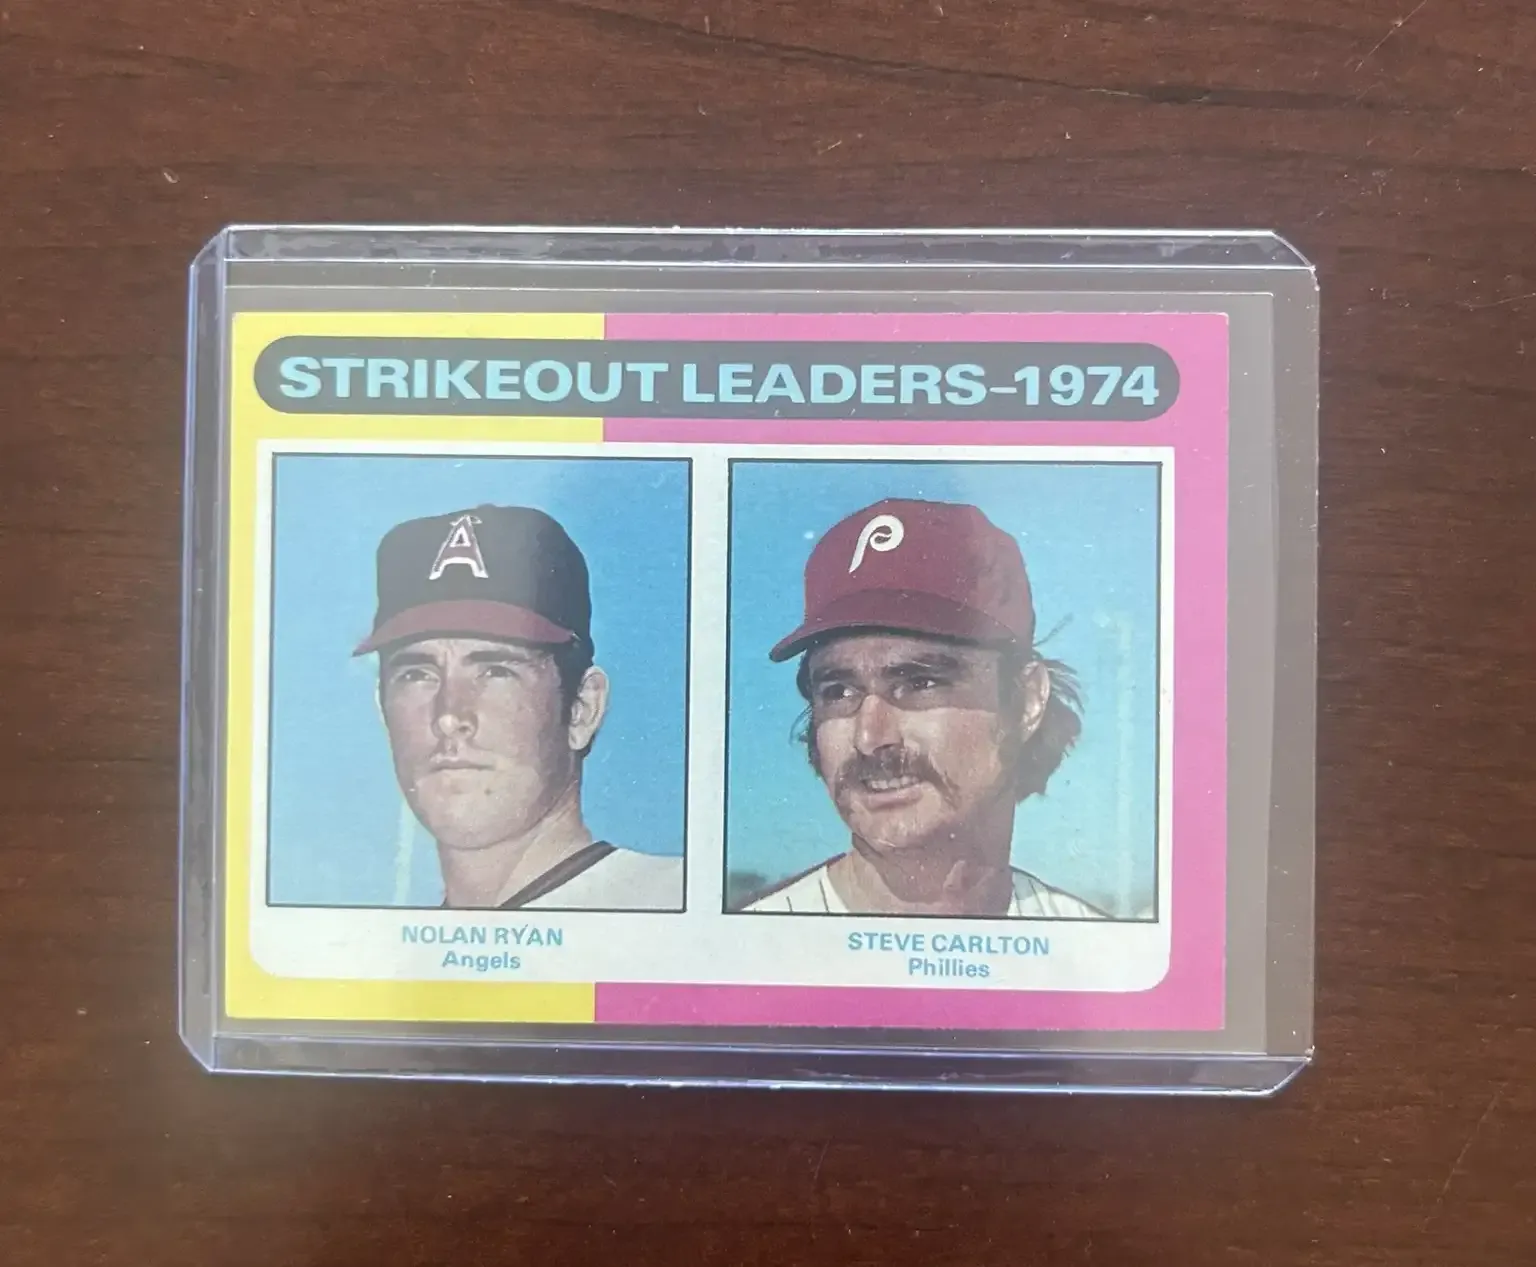 STRIKEOUT LEADERS-1974
A
P
NOLAN RYAN
Angels
STEVE CARLTON
Phillies